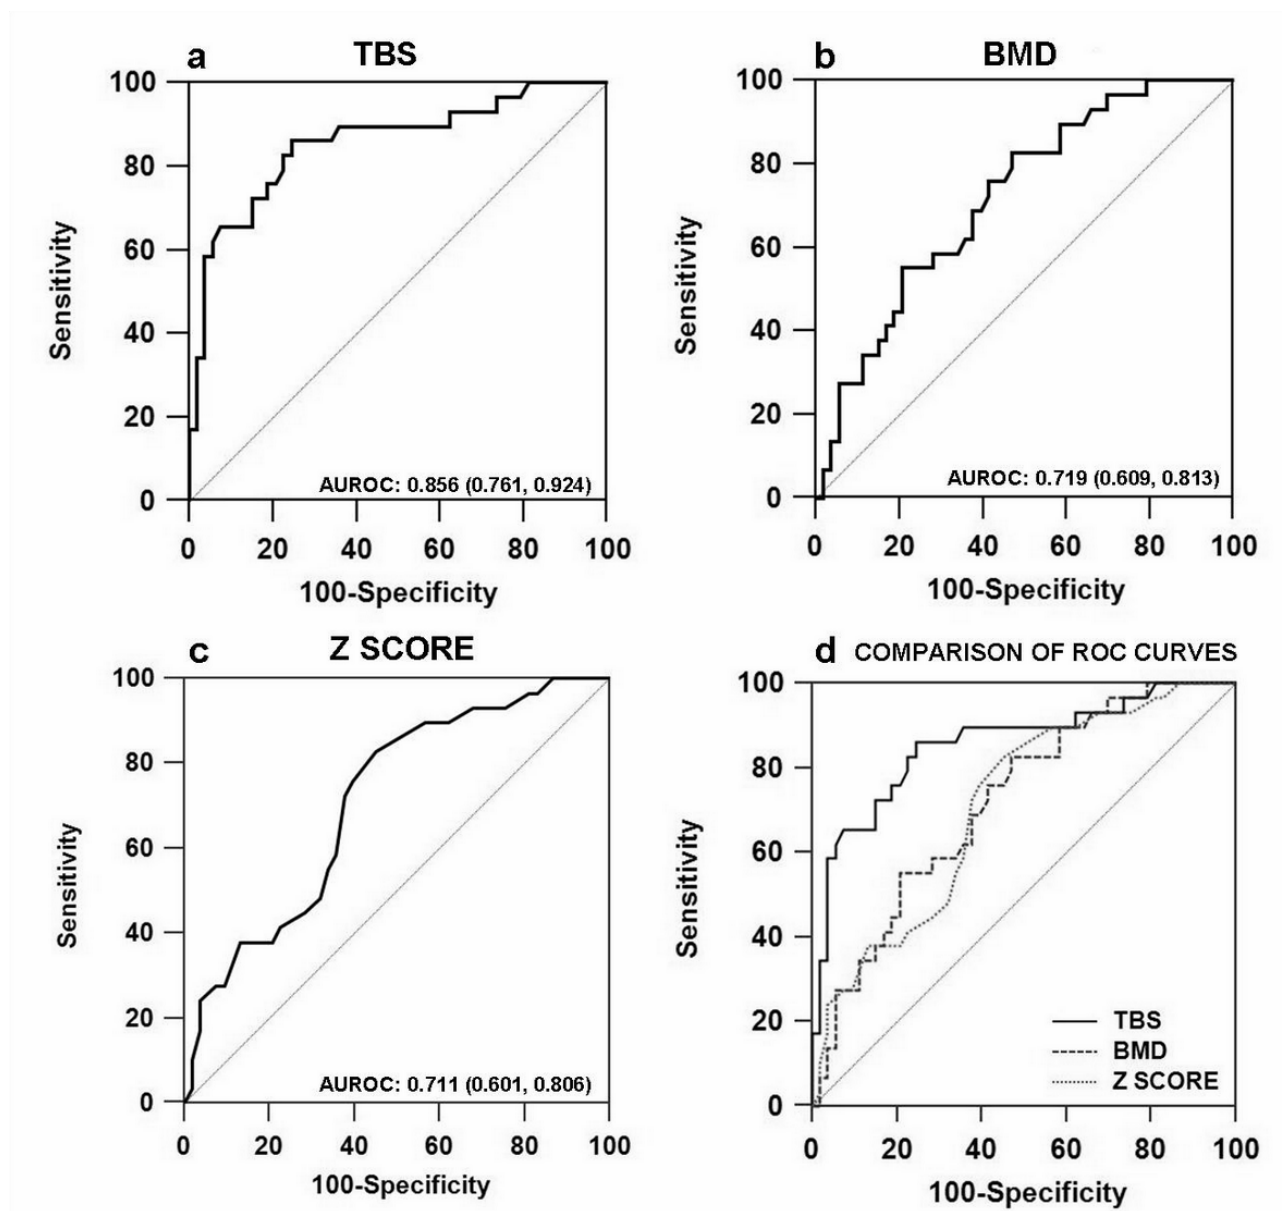 a TBS
100
80
60
40
20
0
Sensitivity
AUROC: 0.856 (0.761, 0.924)
0 20 40 60 80 100
100-Specificity
b BMD
100
80
60
40
20
0
Sensitivity
AUROC: 0.719 (0.609, 0.813)
0 20 40 60 80 100
100-Specificity
c Z SCORE
100
80
60
40
20
0
Sensitivity
AUROC: 0.711 (0.601, 0.806)
0 20 40 60 80 100
100-Specificity
d COMPARISON OF ROC CURVES
100
80
60
40
20
0
Sensitivity
TBS
BMD
Z SCORE
0 20 40 60 80 100
100-Specificity